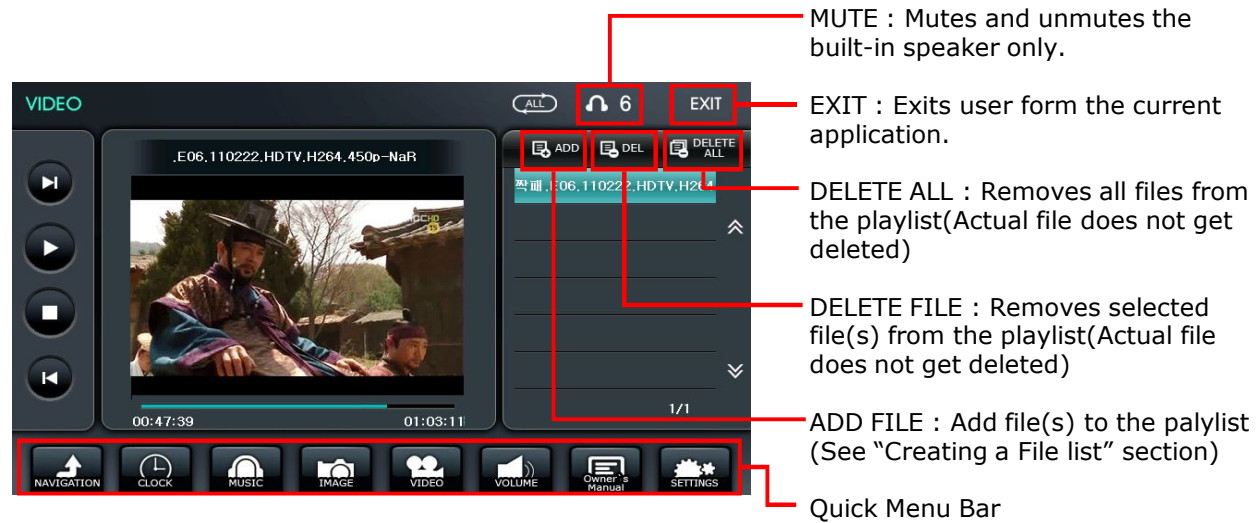 MUTE : Mutes and unmutes the
built-in speaker only.
VIDEO
ALL
6
EXIT
EXIT : Exits user form the current
application.
.E06.110222.HDTV.H264.450p-NaR
ADD
DEL
DELETE
ALL
짝패.E06.110222.HDTV.H264
DELETE ALL : Removes all files from
the playlist(Actual file does not get
deleted)
DELETE FILE : Removes selected
file(s) from the playlist(Actual file
does not get deleted)
00:47:39
01:03:11
1/1
ADD FILE : Add file(s) to the palylist
(See “Creating a File list” section)
NAVIGATION
CLOCK
MUSIC
IMAGE
VIDEO
VOLUME
Owner`s
Manual
SETTINGS
Quick Menu Bar